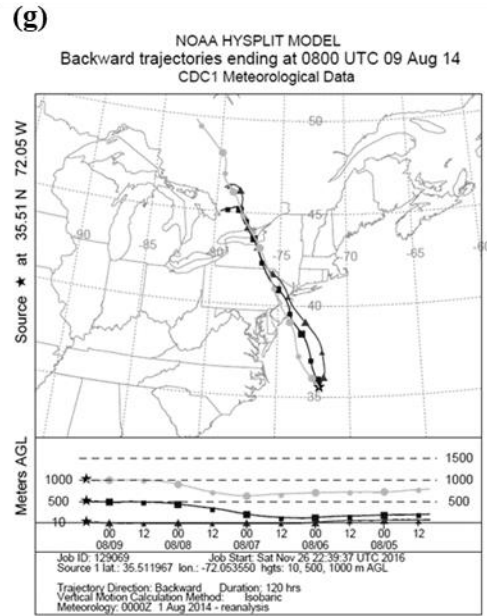 (g)
NOAA HYSPLIT MODEL
Backward trajectories ending at 0800 UTC 09 Aug 14
CDC1 Meteorological Data
Source ★ at 35.51 N 72.05 W
50
45
40
35
-90
-85
-80
-75
-70
-65
-60
Meters AGL
1500
1000 1000
500 500
10
00 12 00 12 00 12 00 12 00 12
08/09 08/08 08/07 08/06 08/05
Job ID: 129069 Job Start: Sat Nov 26 22:39:37 UTC 2016
Source 1 lat.: 35.511967 lon.: -72.053550 hgts: 10, 500, 1000 m AGL
Trajectory Direction: Backward Duration: 120 hrs
Vertical Motion Calculation Method: Isobaric
Meteorology: 0000Z 1 Aug 2014 - reanalysis